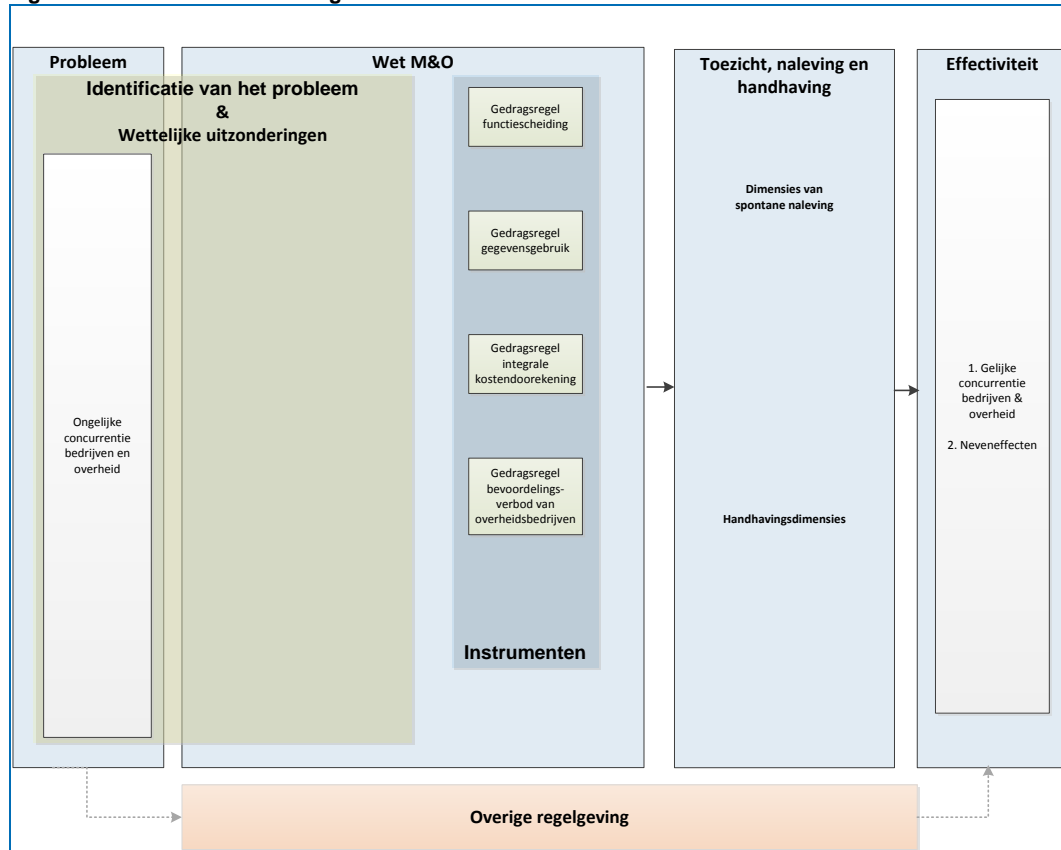 Probleem
Identificatie van het probleem
&
Wettelijke uitzonderingen
Ongelijke
concurrentie
bedrijven en
overheid
Wet M&O
Gedragsregel
functiescheiding
Gedragsregel
gegevensgebruik
Gedragsregel
integrale
kostendoorekening
Gedragsregel
bevoordelings-
verbod van
overheidsbedrijven
Instrumenten
Toezicht, naleving en
handhaving
Dimensies van
spontane naleving
Handhavingsdimensies
Effectiviteit
1. Gelijke
concurrentie
bedrijven &
overheid
2. Neveneffecten
Overige regelgeving